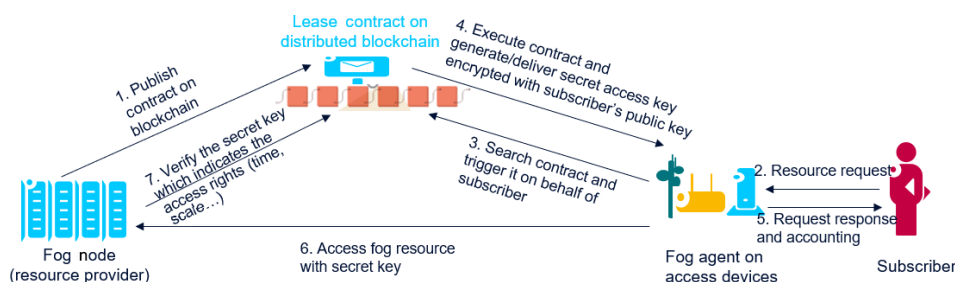 Lease contract on
distributed blockchain
1. Publish
contract on
blockchain
4. Execute contract and
generate/deliver secret access key
encrypted with subscriber's public key
7. Verify the secret key
which indicates the
access rights (time,
scale…)
3. Search contract and
trigger it on behalf of
subscriber
2. Resource request
5. Request response
and accounting
6. Access fog resource
with secret key
Fog node
(resource provider)
Fog agent on
access devices
Subscriber